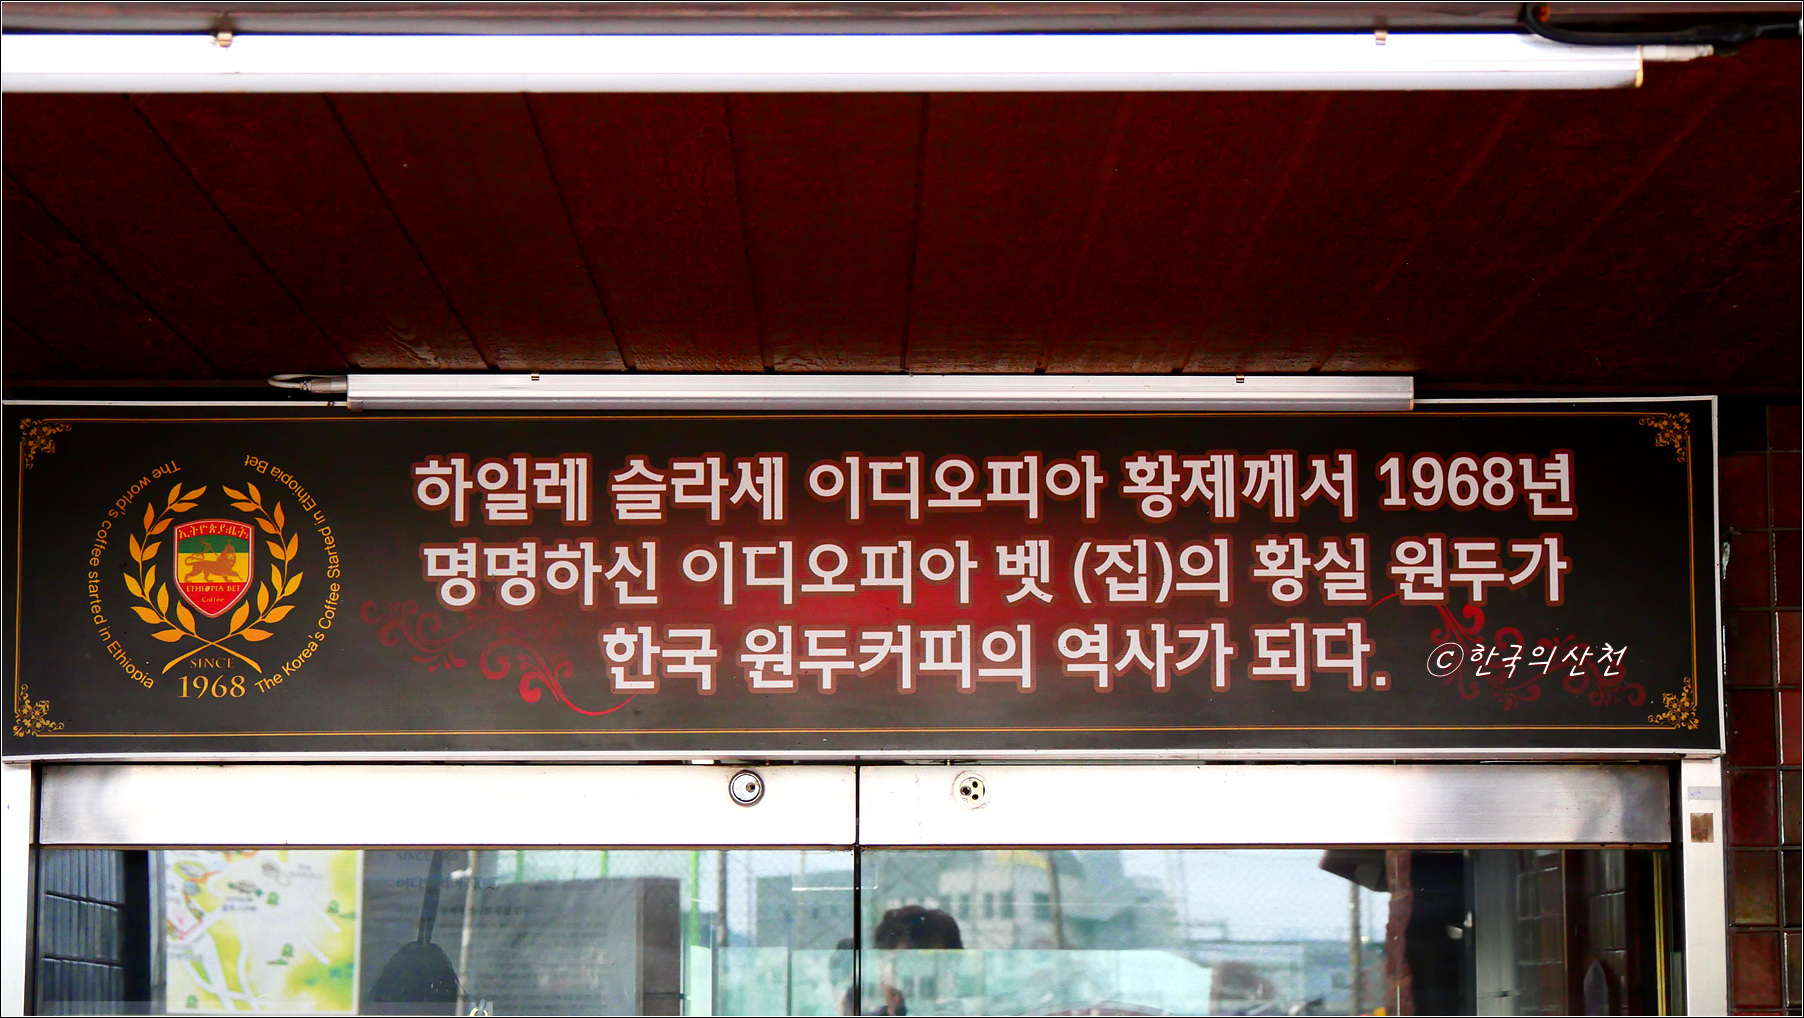 하일레 슬라세 이디오피아 황제께서 1968년
명명하신 이디오피아 벳 (집)의 황실 원두가
한국 원두커피의 역사가 되다.
The world's coffee started in Ethiopia
The Korea's Coffee Started in Ethiopia Bet
ETHIOPIA BET
Coffee
SINCE
1968
©한국의산천